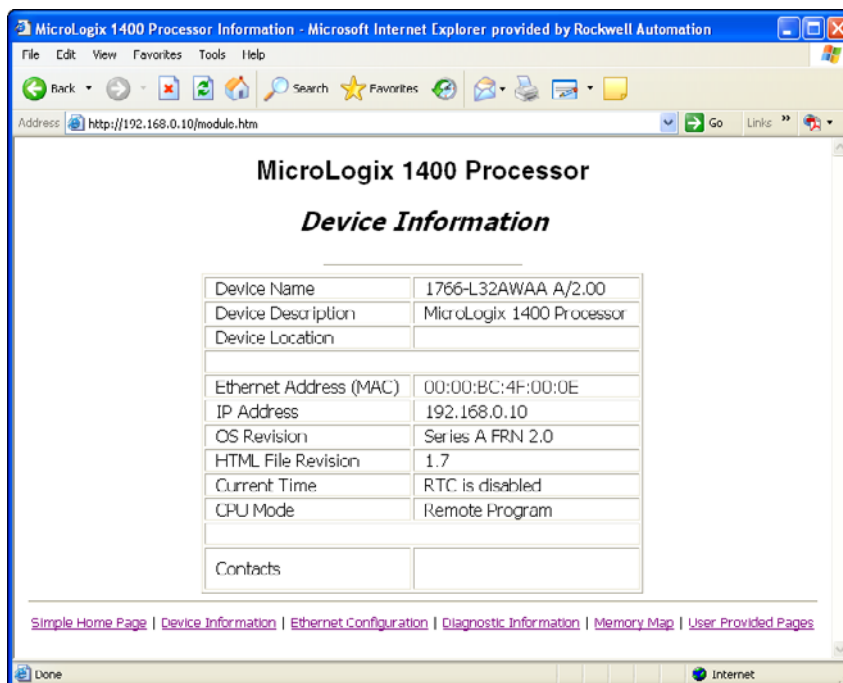 MicroLogix 1400 Processor Information - Microsoft Internet Explorer provided by Rockwell Automation
File Edit View Favorites Tools Help
Back Search Favorites
Address http://192.168.0.10/module.htm Go Links »
MicroLogix 1400 Processor
Device Information
Device Name 1766-L32AWAA A/2.00
Device Description MicroLogix 1400 Processor
Device Location
Ethernet Address (MAC) 00:00:BC:4F:00:0E
IP Address 192.168.0.10
OS Revision Series A FRN 2.0
HTML File Revision 1.7
Current Time RTC is disabled
CPU Mode Remote Program
Contacts
Simple Home Page | Device Information | Ethernet Configuration | Diagnostic Information | Memory Map | User Provided Pages
Done Internet